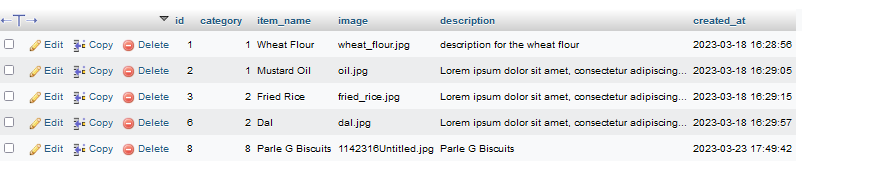 ←T→ id category item_name image description created_at
Edit Copy Delete 1 1 Wheat Flour wheat_flour.jpg description for the wheat flour 2023-03-18 16:28:56
Edit Copy Delete 2 1 Mustard Oil oil.jpg Lorem ipsum dolor sit amet, consectetur adipiscing... 2023-03-18 16:29:05
Edit Copy Delete 3 2 Fried Rice fried_rice.jpg Lorem ipsum dolor sit amet, consectetur adipiscing... 2023-03-18 16:29:15
Edit Copy Delete 6 2 Dal dal.jpg Lorem ipsum dolor sit amet, consectetur adipiscing... 2023-03-18 16:29:57
Edit Copy Delete 8 8 Parle G Biscuits 1142316Untitled.jpg Parle G Biscuits 2023-03-23 17:49:42